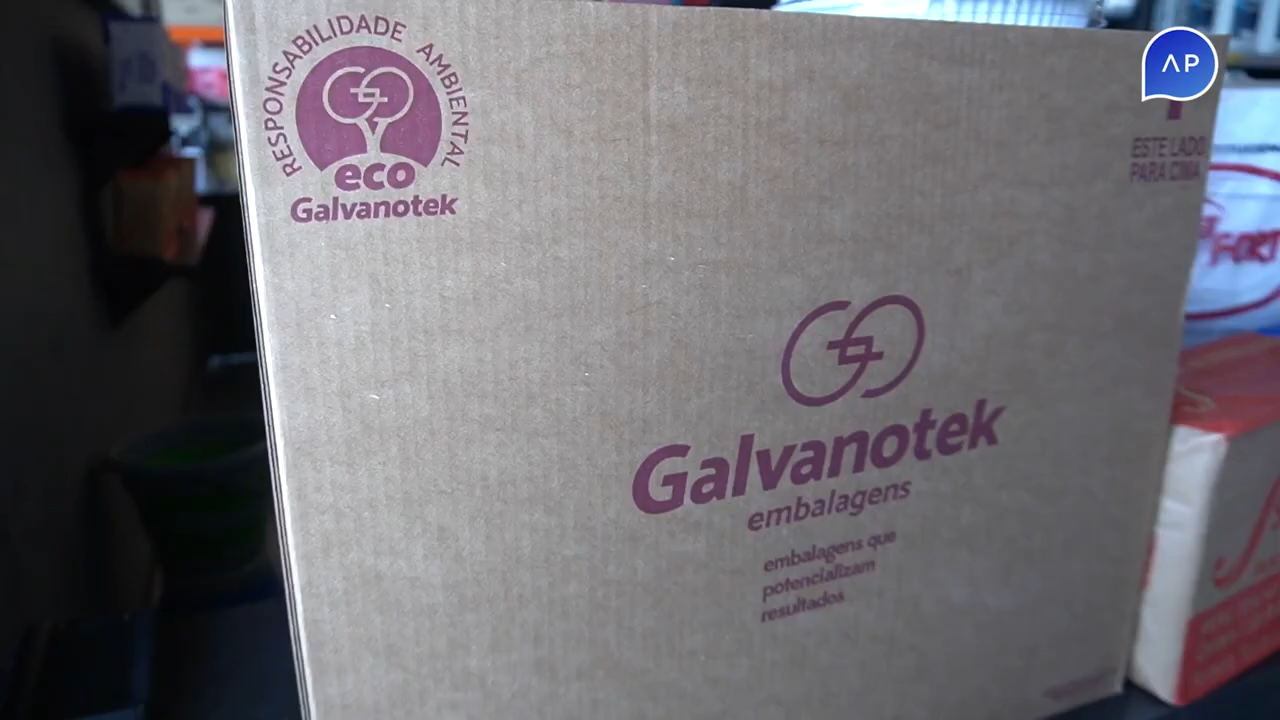 RESPONSABILIDADE AMBIENTAL
eco
Galvanotek
AP
ESTE LADO
PARA CIMA
Galvanotek
embalagens
embalagens que
potencializam
resultados